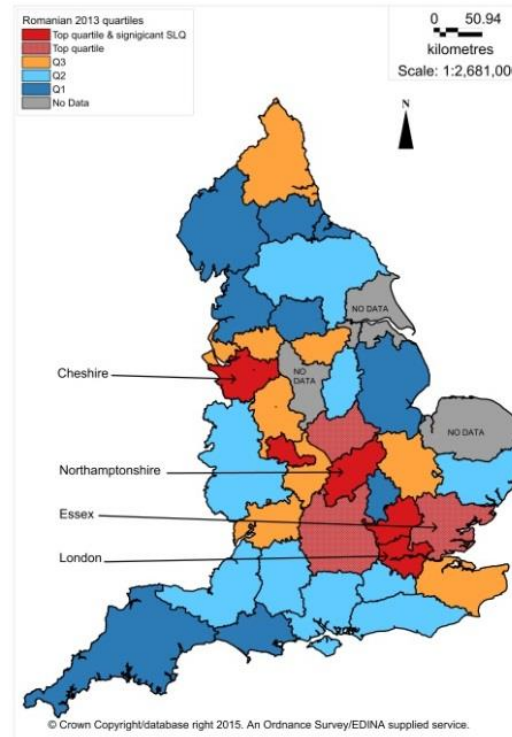 Romanian 2013 quartiles
Top quartile & signigicant SLQ
Top quartile
Q3
Q2
Q1
No Data
0 50.94
kilometres
Scale: 1:2,681,000
N
NO DATA
Cheshire
NO
DATA
NO DATA
Northamptonshire
Essex
London
© Crown Copyright/database right 2015. An Ordnance Survey/EDINA supplied service.